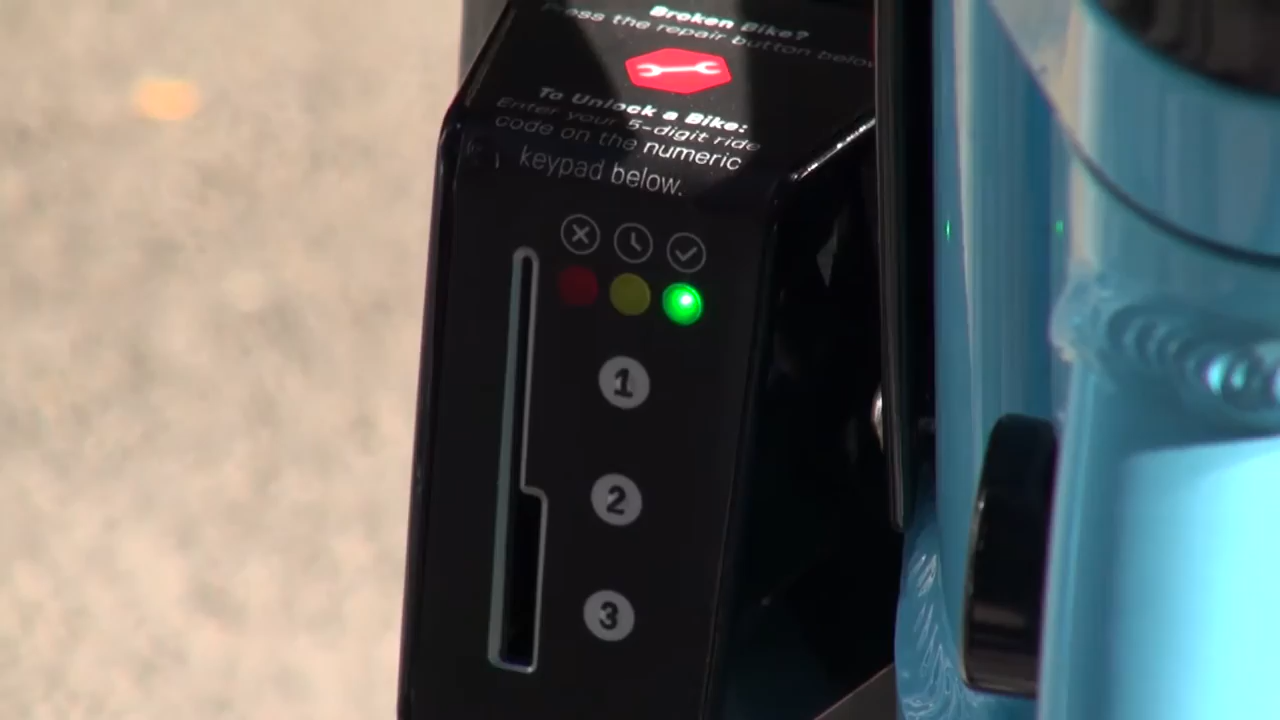 Broken Bike?
Press the repair button below
To Unlock a Bike:
Enter your 5-digit ride
code on the numeric
keypad below.
1
2
3